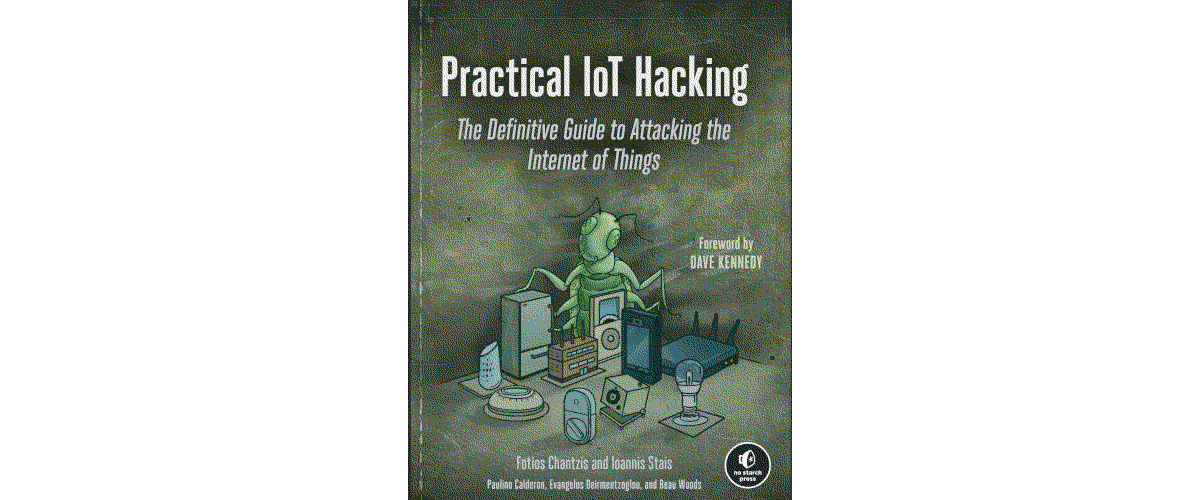 Practical IoT Hacking
The Definitive Guide to Attacking the
Internet of Things
Foreword by
DAVE KENNEDY
Fotios Chantzis and Ioannis Stais
Paulino Calderon, Evangelos Deirmentzoglou, and Beau Woods
no starch
press